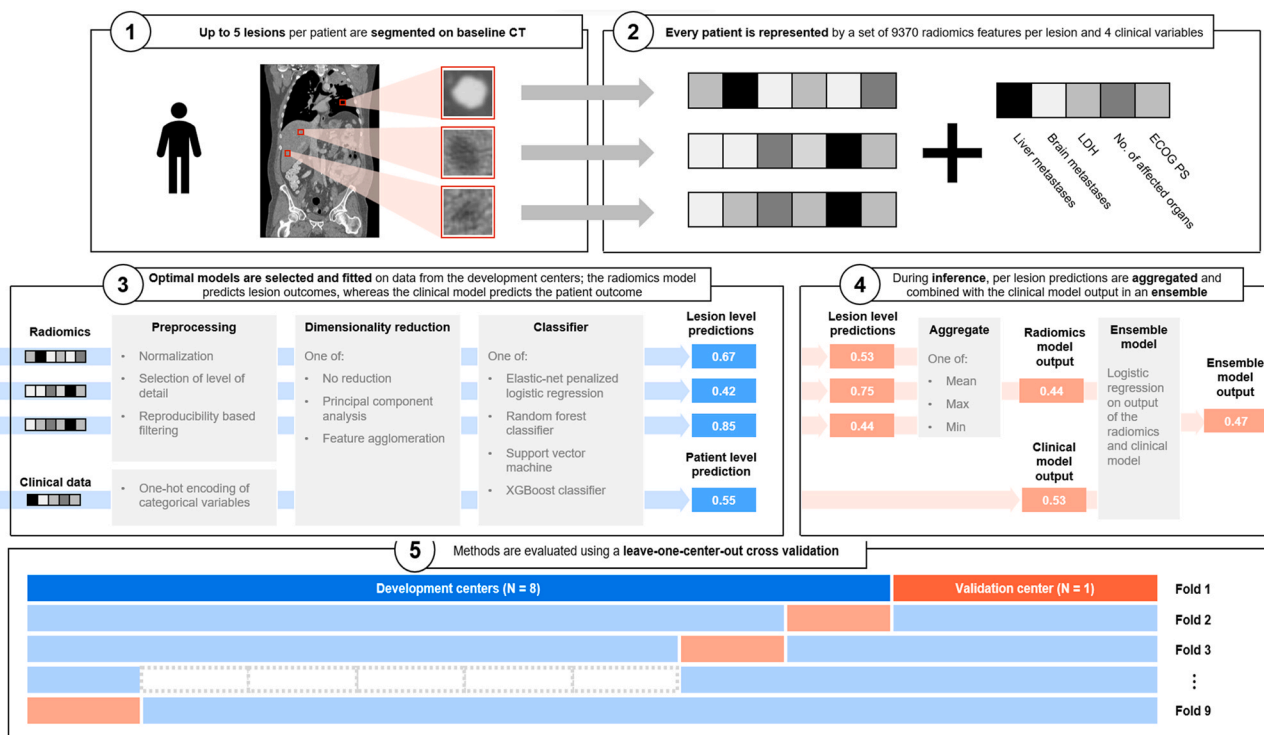 1
Up to 5 lesions per patient are segmented on baseline CT
2
Every patient is represented by a set of 9370 radiomics features per lesion and 4 clinical variables
Liver metastases
Brain metastases
LDH
No. of affected organs
ECOG PS
3
Optimal models are selected and fitted on data from the development centers; the radiomics model
predicts lesion outcomes, whereas the clinical model predicts the patient outcome
Radiomics
Preprocessing
• Normalization
• Selection of level of
detail
• Reproducibility based
filtering
Clinical data
• One-hot encoding of
categorical variables
Dimensionality reduction
One of:
• No reduction
• Principal component
analysis
• Feature agglomeration
Classifier
One of:
• Elastic-net penalized
logistic regression
• Random forest
classifier
• Support vector
machine
• XGBoost classifier
Lesion level
predictions
0.67
0.42
0.85
Patient level
prediction
0.55
4
During inference, per lesion predictions are aggregated and
combined with the clinical model output in an ensemble
Lesion level
predictions
0.53
0.75
0.44
Aggregate
One of:
• Mean
• Max
• Min
Radiomics
model
output
0.44
Clinical
model
output
0.53
Ensemble
model
Logistic
regression
on output
of the
radiomics
and clinical
model
Ensemble
model
output
0.47
5
Methods are evaluated using a leave-one-center-out cross validation
Development centers (N = 8)
Validation center (N = 1)
Fold 1
Fold 2
Fold 3
⋮
Fold 9